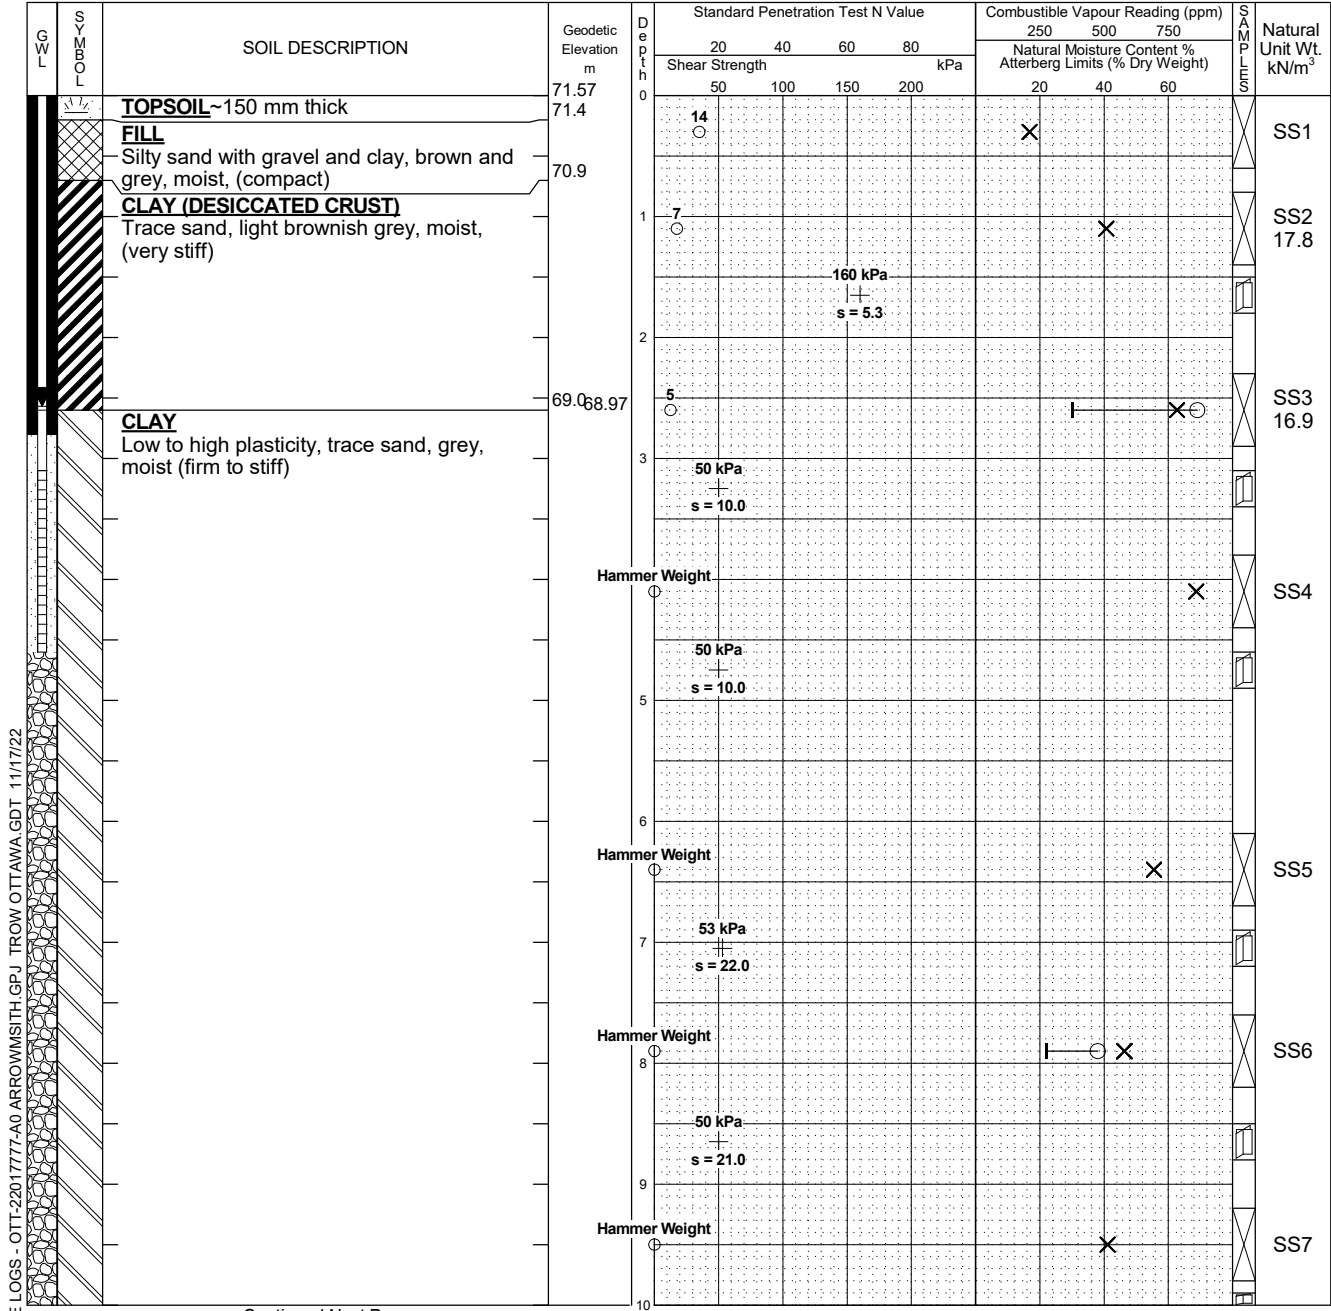 GWL
SYMBOL
SOIL DESCRIPTION
Geodetic
Elevation
m
Depth
Standard Penetration Test N Value
20 40 60 80
Shear Strength kPa
50 100 150 200
Combustible Vapour Reading (ppm)
250 500 750
Natural Moisture Content %
Atterberg Limits (% Dry Weight)
20 40 60
SAMPLES
Natural
Unit Wt.
kN/m³
71.57
0
TOPSOIL~150 mm thick
71.4
14
SS1
FILL
Silty sand with gravel and clay, brown and
grey, moist, (compact)
70.9
CLAY (DESICCATED CRUST)
Trace sand, light brownish grey, moist,
(very stiff)
1
7
SS2
17.8
160 kPa
s = 5.3
2
69.0
68.97
5
SS3
16.9
CLAY
Low to high plasticity, trace sand, grey,
moist (firm to stiff)
3
50 kPa
s = 10.0
Hammer Weight
SS4
50 kPa
s = 10.0
5
6
Hammer Weight
SS5
53 kPa
7
s = 22.0
Hammer Weight
SS6
8
50 kPa
s = 21.0
9
Hammer Weight
SS7
10
E LOGS - OTT-22017777-A0 ARROWMSITH.GPJ TROW OTTAWA.GDT 11/17/22